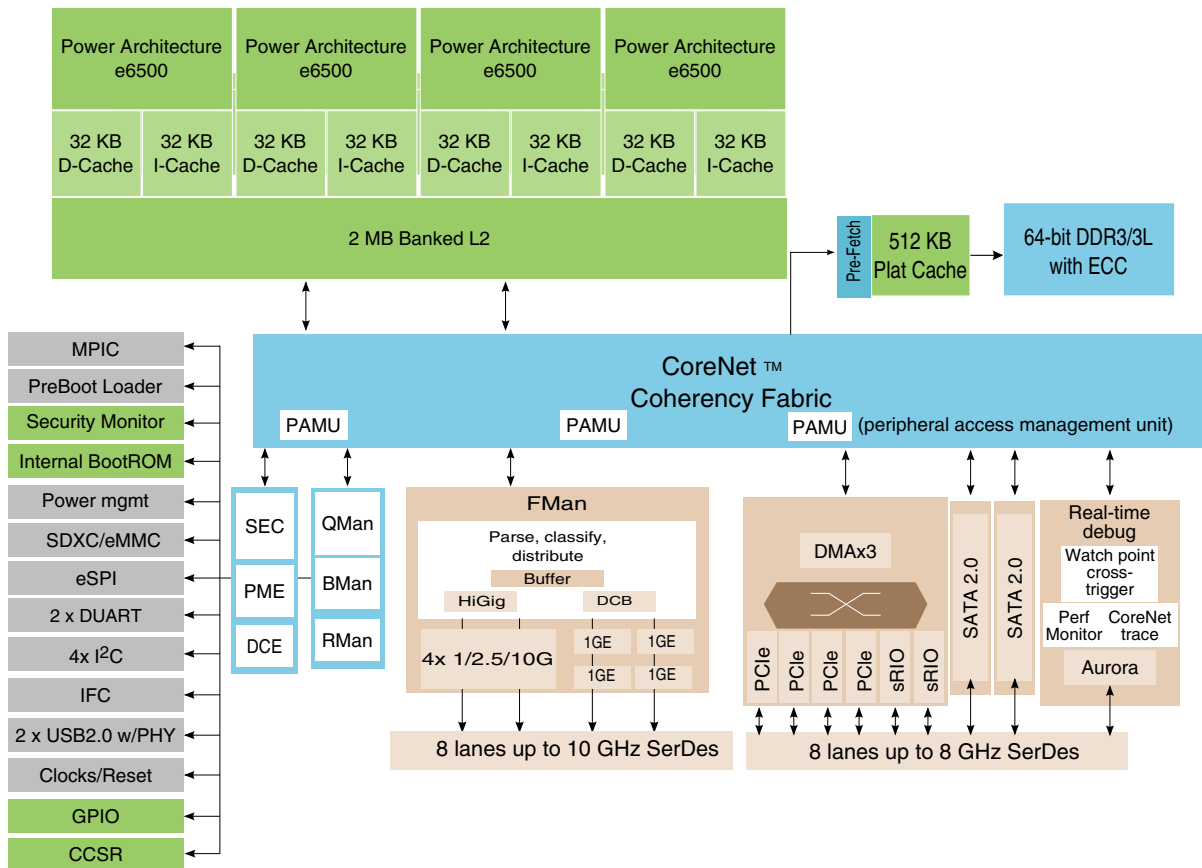 Power Architecture
e6500
Power Architecture
e6500
Power Architecture
e6500
Power Architecture
e6500
32 KB
D-Cache
32 KB
I-Cache
32 KB
D-Cache
32 KB
I-Cache
32 KB
D-Cache
32 KB
I-Cache
32 KB
D-Cache
32 KB
I-Cache
2 MB Banked L2
Pre-Fetch
512 KB
Plat Cache
64-bit DDR3/3L
with ECC
MPIC
PreBoot Loader
Security Monitor
Internal BootROM
Power mgmt
SDXC/eMMC
eSPI
2 x DUART
4x I²C
IFC
2 x USB2.0 w/PHY
Clocks/Reset
GPIO
CCSR
CoreNet ™
Coherency Fabric
PAMU
PAMU
PAMU (peripheral access management unit)
SEC
PME
DCE
QMan
BMan
RMan
FMan
Parse, classify,
distribute
Buffer
HiGig
DCB
4x 1/2.5/10G
1GE
1GE
1GE
1GE
8 lanes up to 10 GHz SerDes
DMAx3
PCIe
PCIe
PCIe
PCIe
sRIO
sRIO
SATA 2.0
SATA 2.0
Real-time
debug
Watch point
cross-
trigger
Perf
Monitor
CoreNet
trace
Aurora
8 lanes up to 8 GHz SerDes